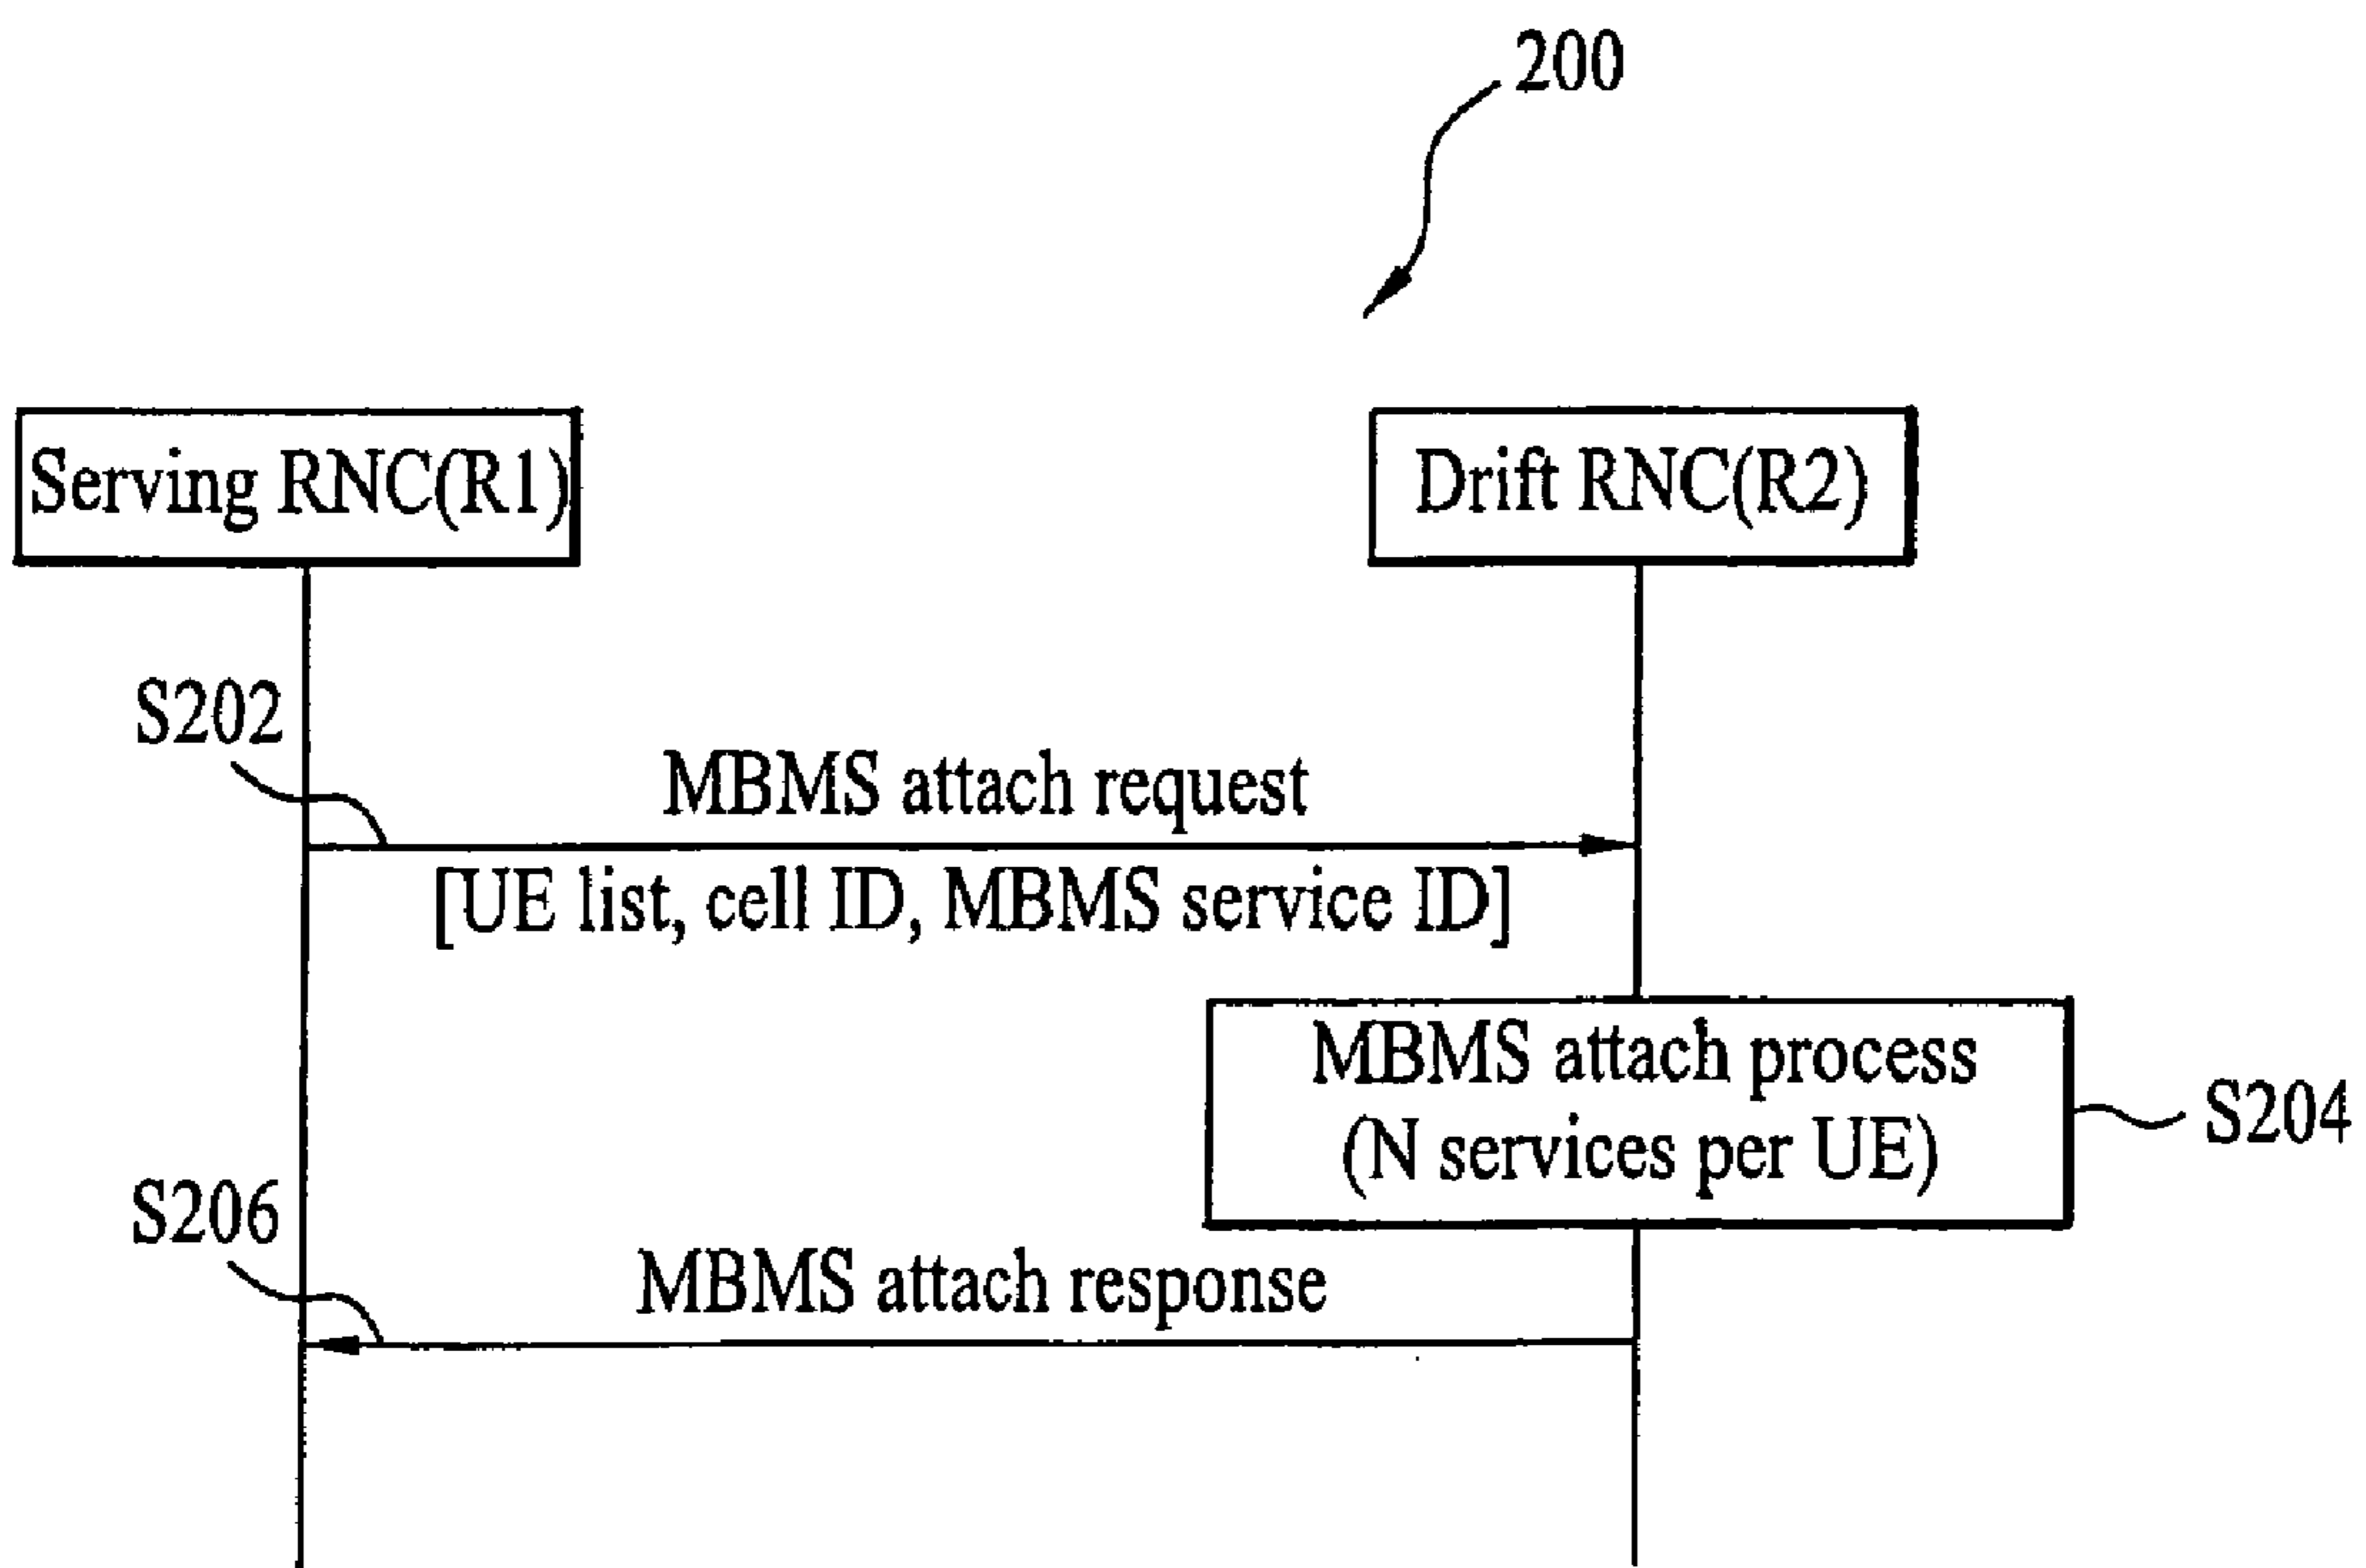 200
Serving RNC(R1)
Drift RNC(R2)
S202
MBMS attach request
[UE list, cell ID, MBMS service ID]
MBMS attach process
(N services per UE)
S204
S206
MBMS attach response